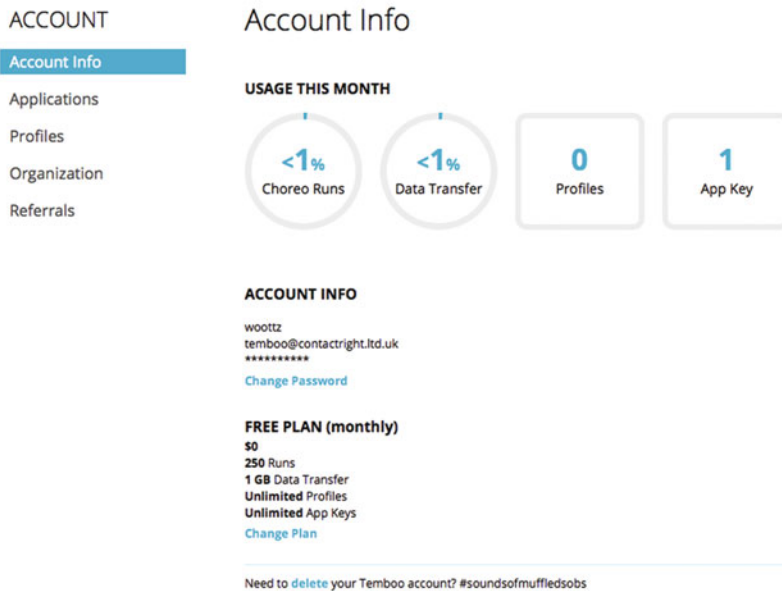 ACCOUNT
Account Info
Applications
Profiles
Organization
Referrals
Account Info
USAGE THIS MONTH
<1%
Choreo Runs
<1%
Data Transfer
0
Profiles
1
App Key
ACCOUNT INFO
woottz
temboo@contactright.ltd.uk
**********
Change Password
FREE PLAN (monthly)
$0
250 Runs
1 GB Data Transfer
Unlimited Profiles
Unlimited App Keys
Change Plan
Need to delete your Temboo account? #soundsofmuffledsobs